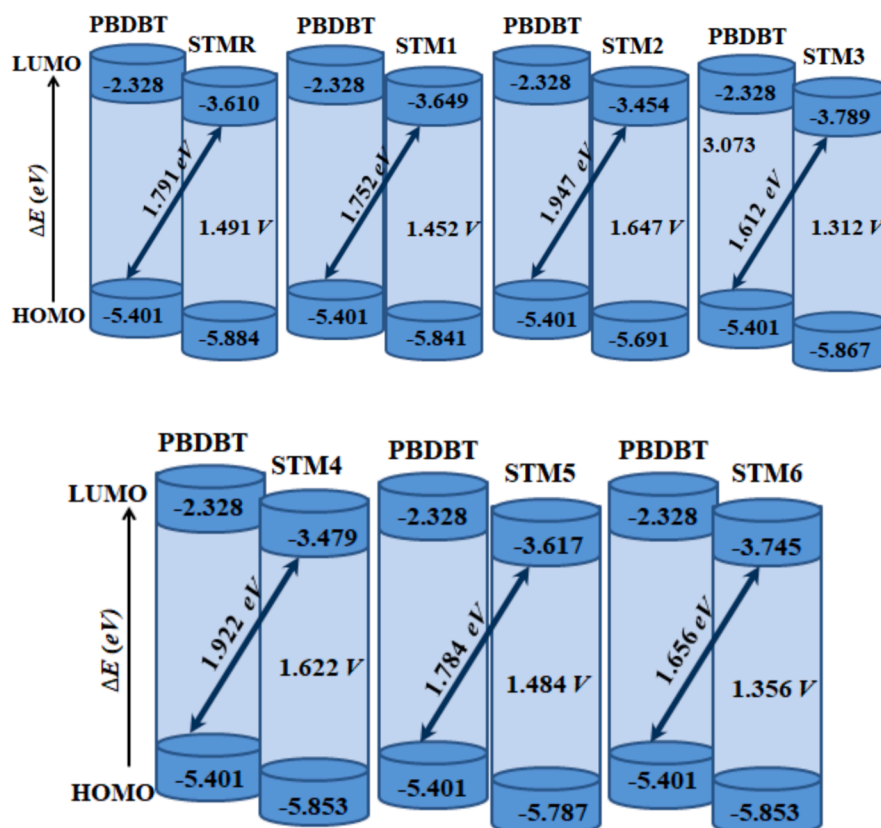 PBDBT STMR PBDBT STM1 PBDBT STM2 PBDBT STM3
LUMO -2.328 -3.610 -2.328 -3.649 -2.328 -3.454 -2.328 -3.789
3.073
1.791 eV 1.752 eV 1.947 eV 1.612 eV
ΔE (eV)
1.491 V 1.452 V 1.647 V 1.312 V
HOMO -5.401 -5.884 -5.401 -5.841 -5.401 -5.691 -5.401 -5.867
PBDBT STM4 PBDBT STM5 PBDBT STM6
LUMO -2.328 -3.479 -2.328 -3.617 -2.328 -3.745
1.922 eV 1.784 eV 1.656 eV
ΔE (eV)
1.622 V 1.484 V 1.356 V
HOMO -5.401 -5.853 -5.401 -5.787 -5.401 -5.853